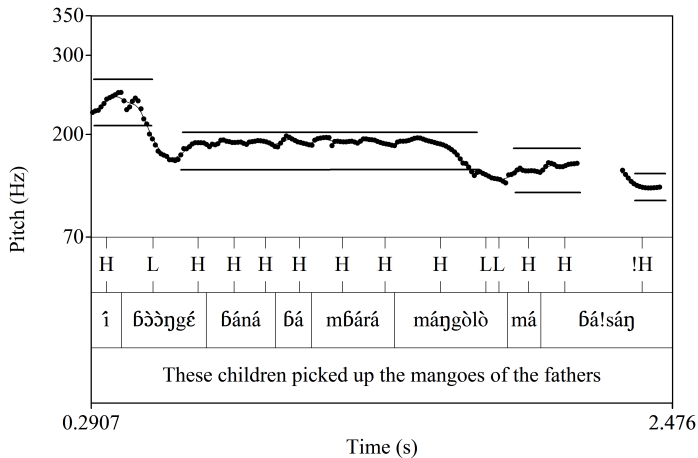 350
300
200
70
Pitch (Hz)
H L H H H H H H H L L H H !H
î ɓɔ̀ɔ̀ŋgɛ́ ɓáná ɓá mɓárá máŋgòlò má ɓá!sáŋ
These children picked up the mangoes of the fathers
0.2907 2.476
Time (s)